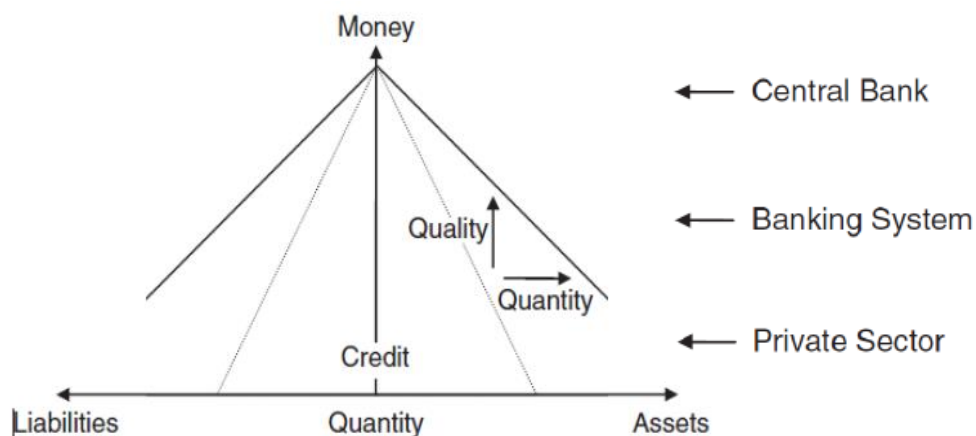 Money
Central Bank
Quality
Banking System
Quantity
Private Sector
Credit
Liabilities
Quantity
Assets